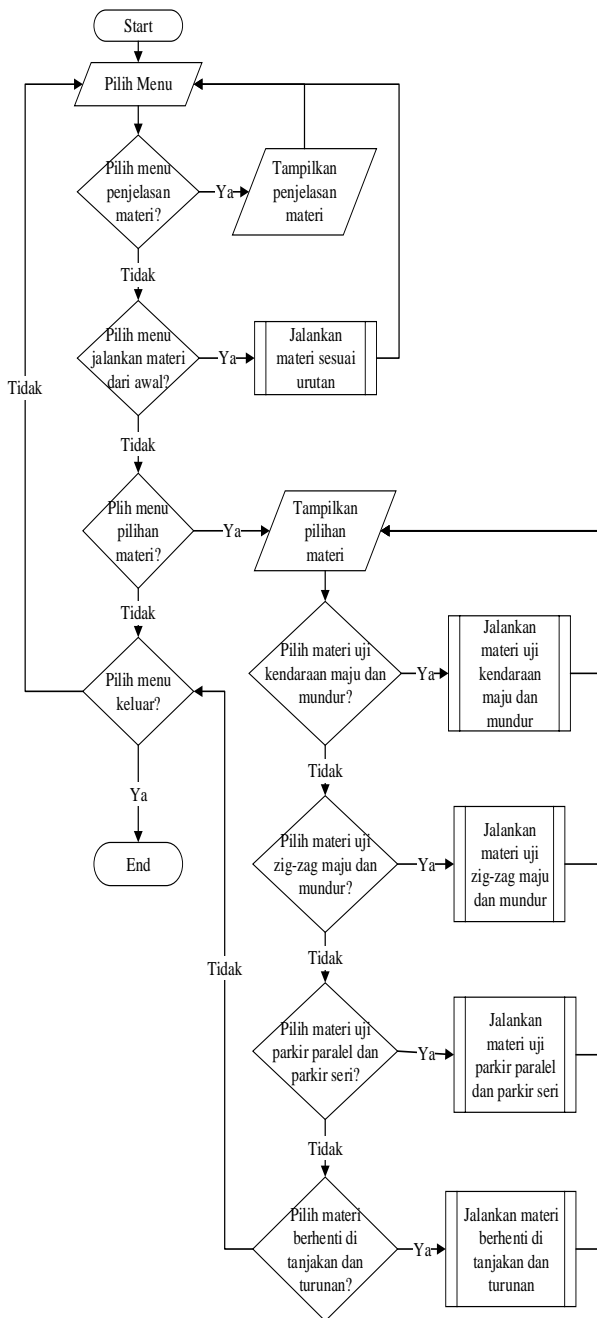 Start
Pilih Menu
Pilih menu
penjelasan
materi?
Ya
Tampilkan
penjelasan
materi
Tidak
Pilih menu
jalankan materi
dari awal?
Ya
Jalankan
materi sesuai
urutan
Tidak
Tidak
Plih menu
pilihan
materi?
Ya
Tampilkan
pilihan
materi
Tidak
Pilih menu
keluar?
Ya
End
Pilih materi uji
kendaraan maju dan
mundur?
Ya
Jalankan
materi uji
kendaraan
maju dan
mundur
Tidak
Pilih materi uji
zig-zag maju dan
mundur?
Ya
Jalankan
materi uji
zig-zag maju
dan mundur
Tidak
Tidak
Pilih materi uji
parkir paralel dan
parkir seri?
Ya
Jalankan
materi uji
parkir paralel
dan parkir seri
Tidak
Pilih materi
berhenti di
tanjakan dan
turunan?
Ya
Jalankan materi
berhenti di
tanjakan dan
turunan